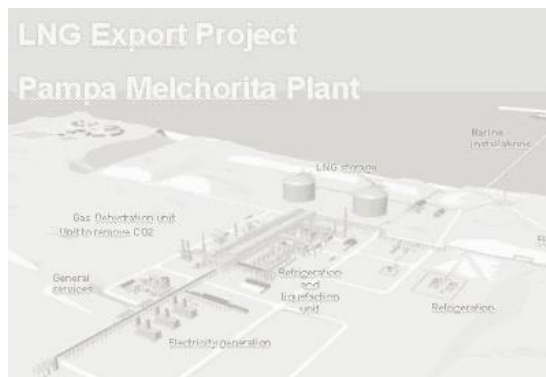 LNG Export Project
Pampa Melchorita Plant
Marine
installations
LNG storage
Gas Dehydration unit
Unit to remove CO2
General
services
Refrigeration
and
liquefaction
unit
Refrigeration
Electricity generation